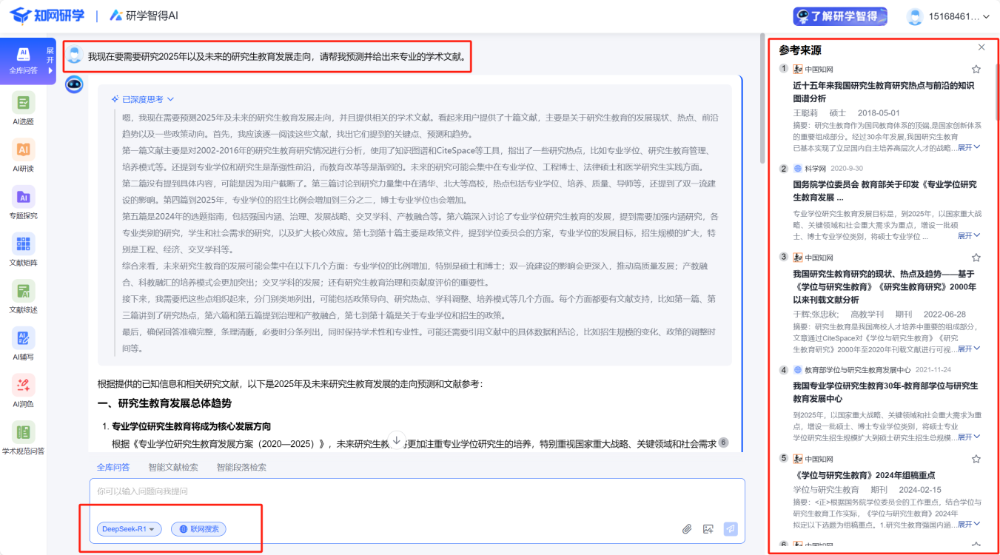 知网研学
研学智得AI
了解研学智得
15168461...
全库问答
展开
AI选题
AI研读
专题探究
文献矩阵
文献综述
AI辅写
AI润色
学术规范问答
我现在要需要研究2025年以及未来的研究生教育发展走向，请帮我预测并给出来专业的学术文献。
已深度思考
嗯，我现在需要预测2025年及未来的研究生教育发展走向，并且提供相关的学术文献。看起来用户提供了十篇文献，主要是关于研究生教育的发展现状、热点、前沿
趋势以及一些政策动向。首先，我应该逐一阅读这些文献，找出它们提到的关键点、预测和趋势。
第一篇文献主要是对2002-2016年的研究生教育研究情况进行分析，使用了知识图谱和CiteSpace等工具，指出了一些研究热点，比如专业学位、研究生教育管理、
培养模式等。还提到专业学位和研究生是渐强性前沿，而教育改革等是渐弱的。未来的研究可能会集中在专业学位、工程博士、法律硕士和医学研究生实践方面。
第二篇没有提到具体内容，可能是因为用户截断了。第三篇讨论到研究力量集中在清华、北大等高校，热点包括专业学位、培养、质量、导师等，还提到了双一流建
设的影响。第四篇到2025年，专业学位的招生比例会增加到三分之二，博士专业学位也会增加。
第五篇是2024年的选题指南，包括强国内涵、治理、发展战略、交叉学科、产教融合等。第六篇深入讨论了专业学位研究生教育的发展，提到需要加强内涵研究，各
专业类别的研究，学生和社会需求的研究，以及扩大核心效应。第七到第十篇主要是政策文件，提到学位委员会的方案，专业学位的发展目标，招生规模的扩大，特
别是工程、经济、交叉学科等。
综合来看，未来研究生教育的发展可能会集中在以下几个方面：专业学位的比例增加，特别是硕士和博士；双一流建设的影响会更深入，推动高质量发展；产教融
合、科教融汇的培养模式会更加突出；交叉学科的发展；还有研究生教育治理和贡献度评价的重要性。
接下来，我需要把这些点组织起来，分门别类地列出，可能包括政策导向、研究热点、学科调整、培养模式等几个方面。每个方面都要有文献支持，比如第一篇、第
三篇讲到了研究热点，第六篇和第五篇提到治理和产教融合，第七到第十篇是关于专业学位和招生的政策。
最后，确保回答准确完整，条理清晰，必要时分条列出，同时保持学术性和专业性。可能还需要引用文献中的具体数据和结论，比如招生规模的变化、政策的调整时
间等。
根据提供的已知信息和相关研究文献，以下是2025年及未来研究生教育发展的走向预测和文献参考：
一、研究生教育发展总体趋势
1. 专业学位研究生教育将成为核心发展方向
根据《专业学位研究生教育发展方案（2020—2025）》，未来研究生教 更加注重专业学位研究生的培养，特别重视国家重大战略、关键领域和社会需求 6
全库问答 智能文献检索 智能段落检索
你可以输入问题向我提问
DeepSeek-R1 联网搜索
参考来源
1 中国知网
近十五年来我国研究生教育研究热点与前沿的知识
图谱分析
王聪莉 硕士 2018-05-01
摘要：研究生教育作为国民教育体系的顶端,是国家创新体系
的重要组成部分。经过30余年发展,我国研究生教育
已基本实现了立足国内自主培养高层次人才的战略... 展开
2 科学网 2020-9-30
国务院学位委员会 教育部关于印发《专业学位研究
生教育发展 ...
专业学位研究生教育发展目标是，到2025年，以国家重大战
略、关键领域和社会重大需求为重点，增设一批硕
士、博士专业学位类别，将硕士专业学位 ... 展开
3 中国知网
我国研究生教育研究的现状、热点及趋势——基于
《学位与研究生教育》《研究生教育研究》2000年
以来刊载文献分析
于辉;张忠秋; 高教学刊 期刊 2022-06-28
摘要：研究生教育是我国高校人才培养中重要的组成部分，
文章通过CiteSpace对《学位与研究生教育》《研究
生教育研究》2000年至2020年刊载文献进行可视... 展开
4 教育部学位与研究生教育发展中心 2021-11-24
我国专业学位研究生教育30年-教育部学位与研究生
教育发展中心
到2025年，以国家重大战略、关键领域和社会重大需求为重
点，增设一批硕士、博士专业学位类别，将硕士专业
学位研究生招生规模扩大到硕士研究生招生总规模... 展开
5 中国知网
《学位与研究生教育》2024年组稿重点
学位与研究生教育 期刊 2024-02-15
摘要：<正>根据国务院学位委员会的工作重点，结合学位与
研究生教育工作实际，《学位与研究生教育》2024年
拟定以下选题为组稿重点。1.研究生教育强国内涵... 展开
6 中国知网